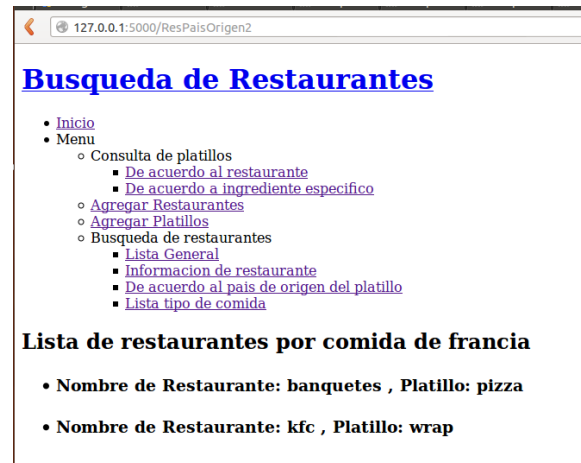 127.0.0.1:5000/ResPaisOrigen2
Busqueda de Restaurantes
Inicio
Menu
Consulta de platillos
De acuerdo al restaurante
De acuerdo a ingrediente especifico
Agregar Restaurantes
Agregar Platillos
Busqueda de restaurantes
Lista General
Informacion de restaurante
De acuerdo al pais de origen del platillo
Lista tipo de comida
Lista de restaurantes por comida de francia
Nombre de Restaurante: banquetes , Platillo: pizza
Nombre de Restaurante: kfc , Platillo: wrap